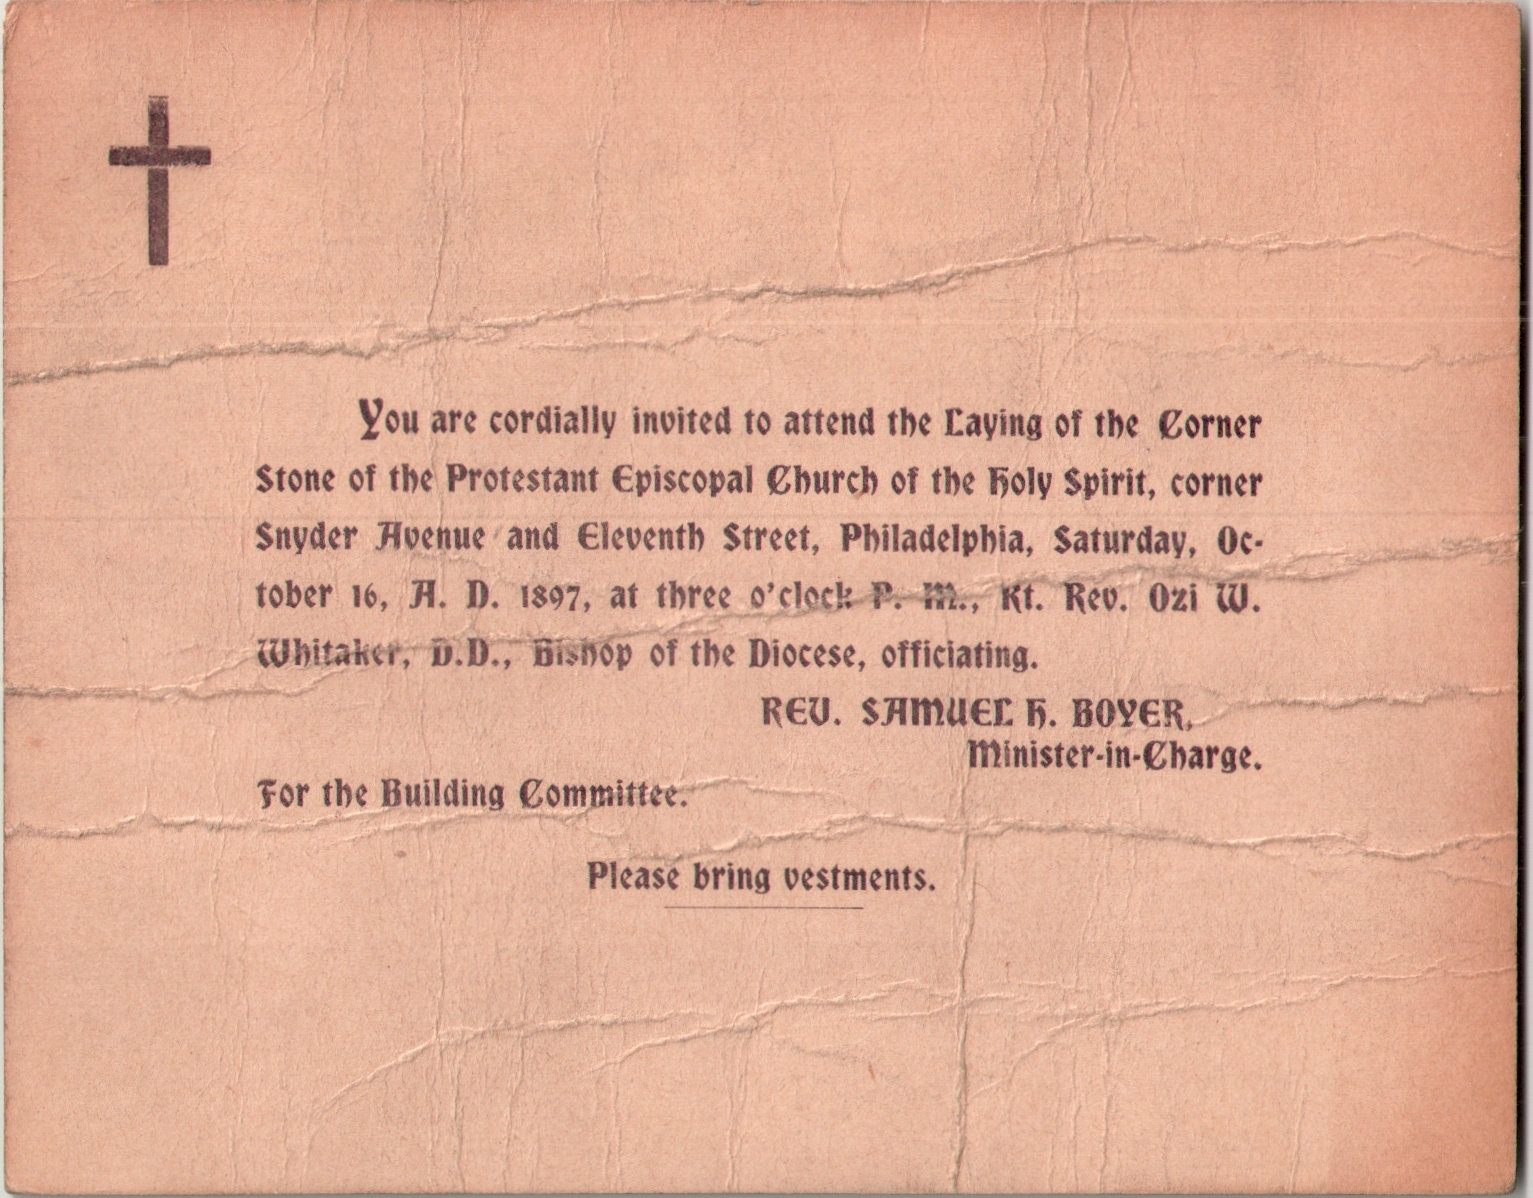 You are cordially invited to attend the Laying of the Corner
Stone of the Protestant Episcopal Church of the Holy Spirit, corner
Snyder Avenue and Eleventh Street, Philadelphia, Saturday, Oc-
tober 16, A. D. 1897, at three o'clock P. M., Rt. Rev. Ozi W.
Whitaker, D.D., Bishop of the Diocese, officiating.
REV. SAMUEL H. BOYER,
Minister-in-Charge.
For the Building Committee.
Please bring vestments.